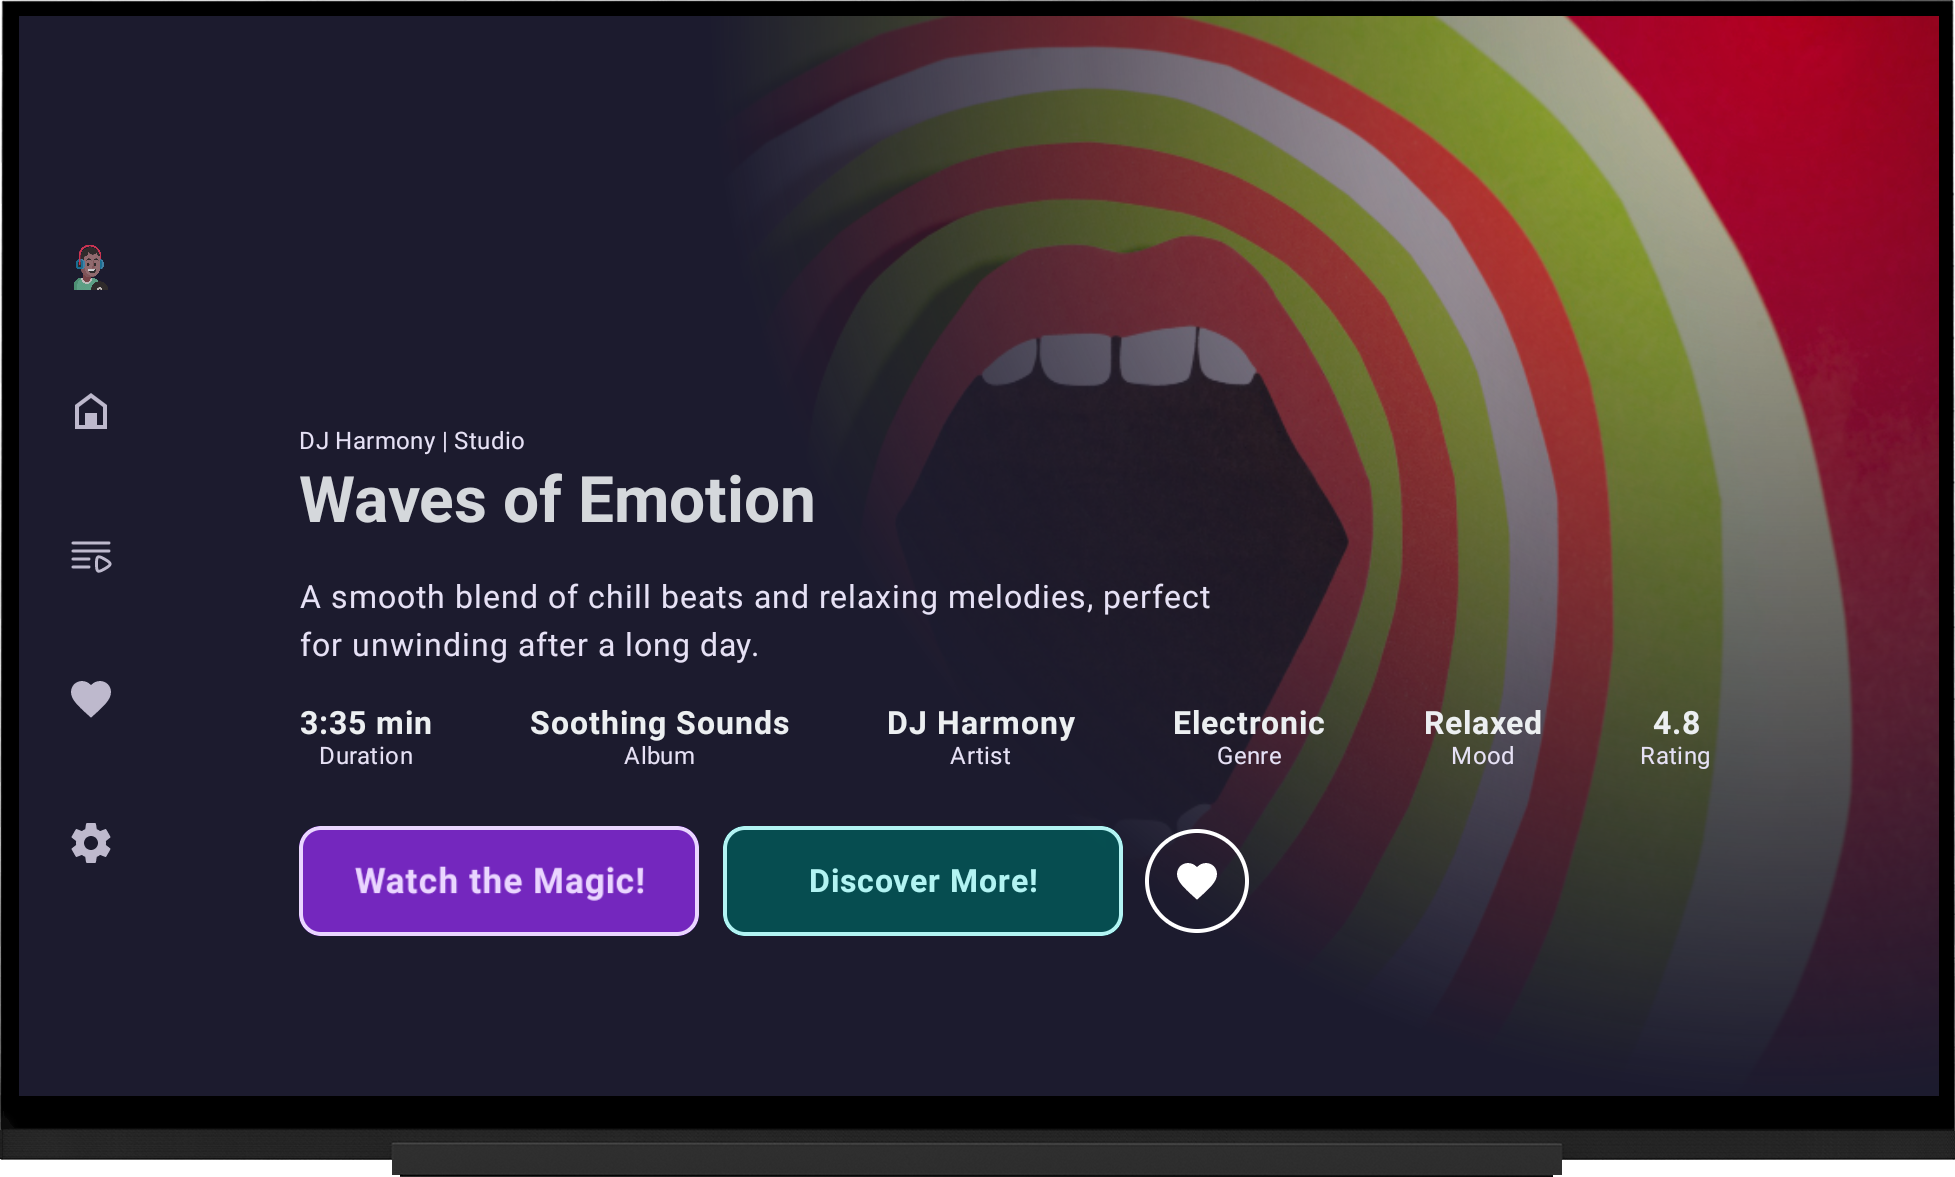 DJ Harmony | Studio
Waves of Emotion
A smooth blend of chill beats and relaxing melodies, perfect
for unwinding after a long day.
3:35 min
Duration
Soothing Sounds
Album
DJ Harmony
Artist
Electronic
Genre
Relaxed
Mood
4.8
Rating
Watch the Magic!
Discover More!